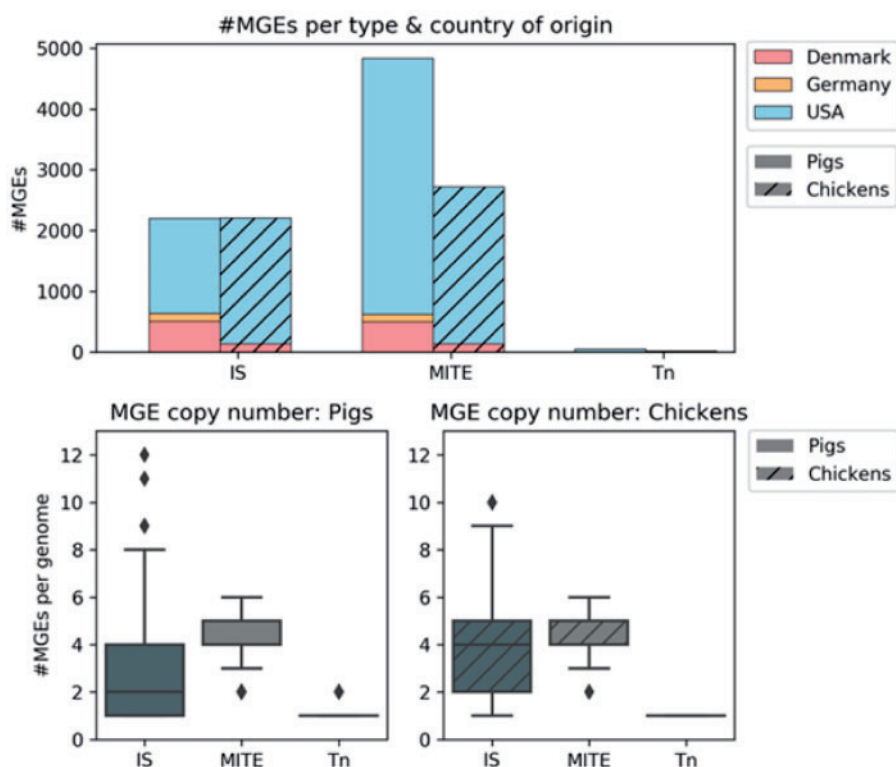 #MGEs per type & country of origin
5000
4000
3000
2000
1000
0
#MGEs
IS MITE Tn
Denmark
Germany
USA
Pigs
Chickens
MGE copy number: Pigs
12
10
8
6
4
2
0
#MGEs per genome
IS MITE Tn
MGE copy number: Chickens
12
10
8
6
4
2
0
IS MITE Tn
Pigs
Chickens